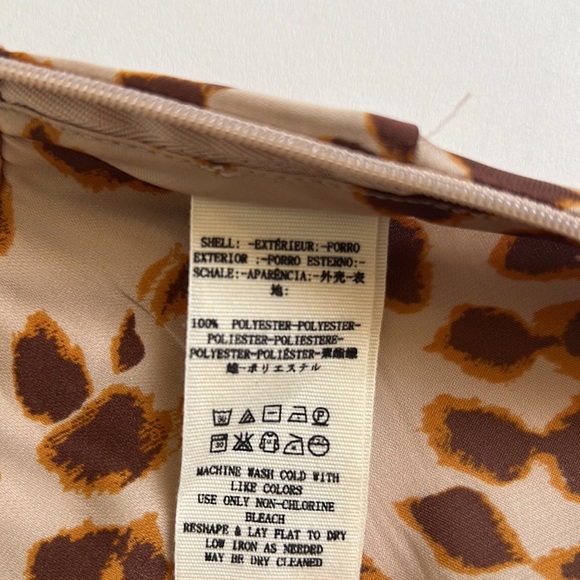 SHELL: -EXTÉRIEUR:-FORRO
EXTERIOR :-FORRO ESTERNO:-
SCHALE:-APARÊNCIA:-外壳-表
地:
100% POLYESTER-POLYESTER-
POLIESTER-POLIESTERE-
POLYESTER-POLIÉSTER-聚酯纖
維-ポリエステル
30
MACHINE WASH COLD WITH
LIKE COLORS
USE ONLY NON-CHLORINE
BLEACH
RESHAPE & LAY FLAT TO DRY
LOW IRON AS NEEDED
MAY BE DRY CLEANED